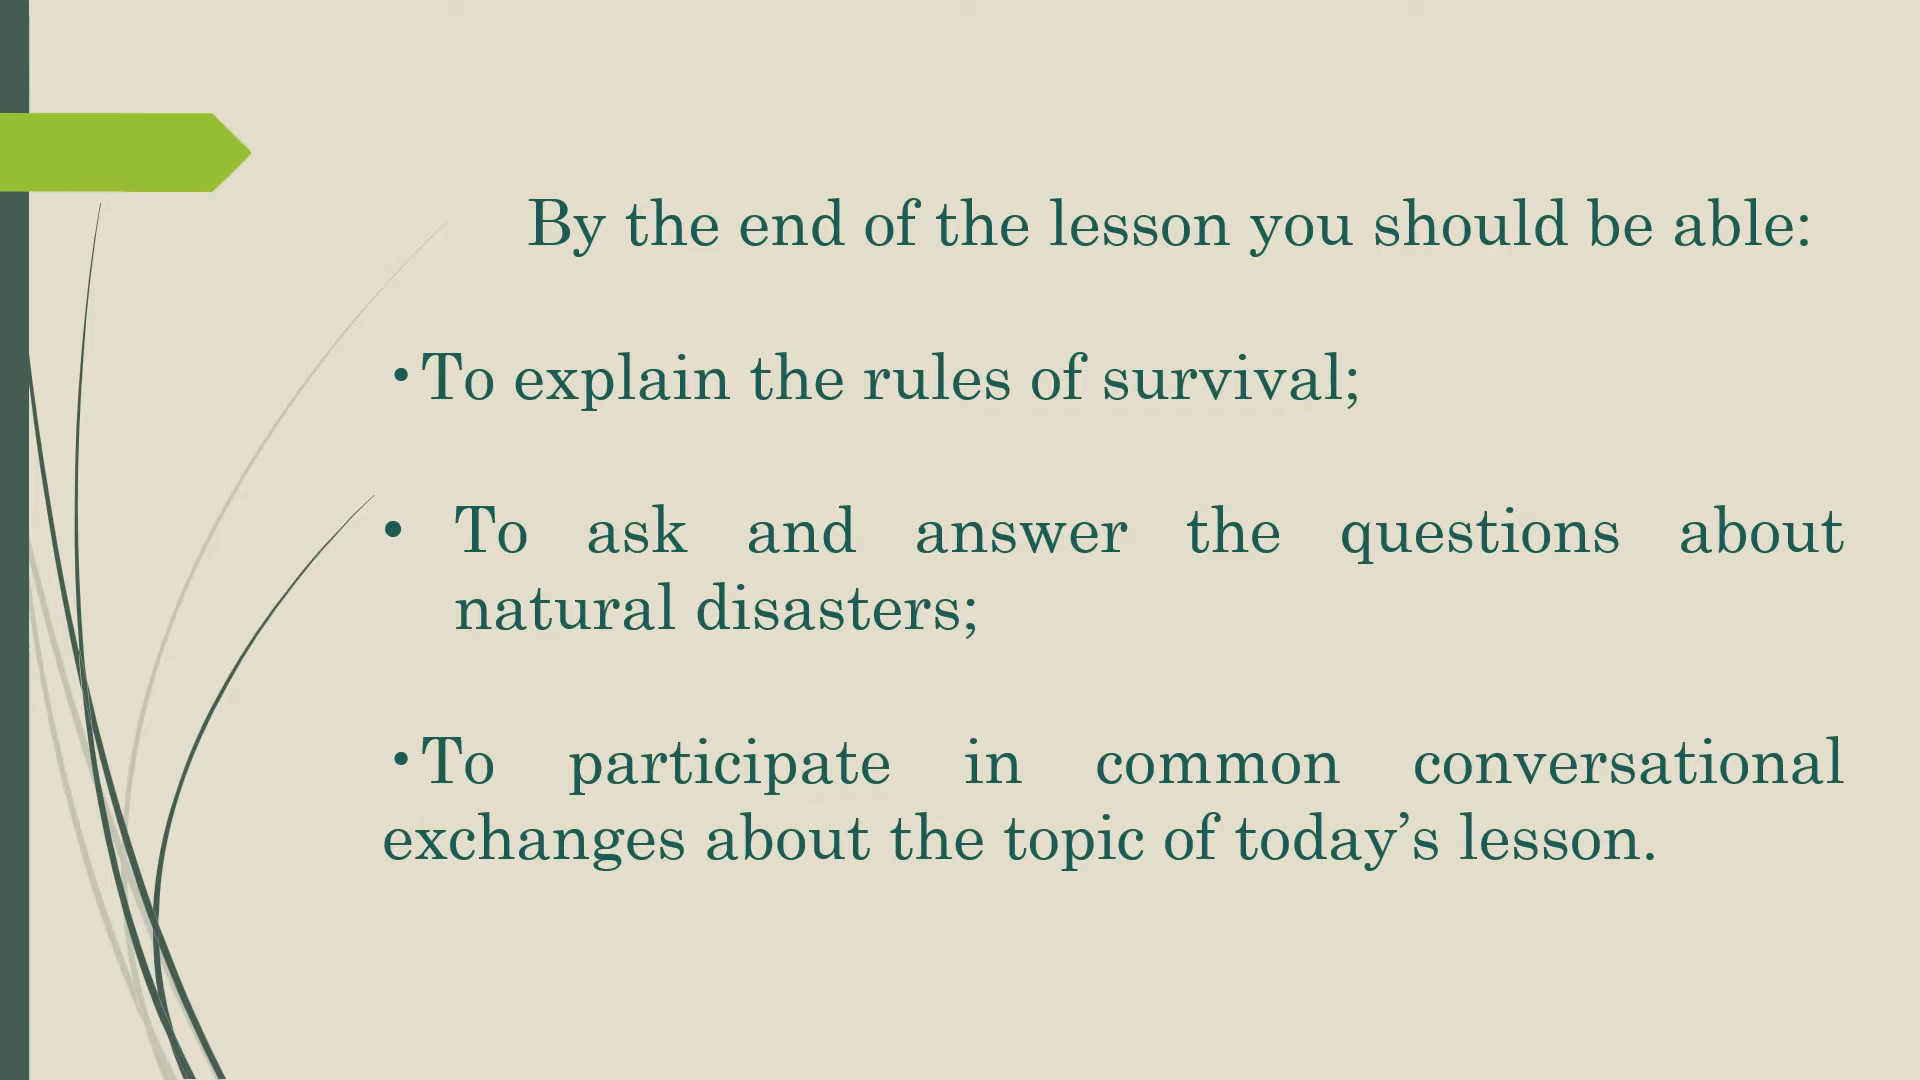 By the end of the lesson you should be able:
•To explain the rules of survival;
• To ask and answer the questions about
natural disasters;
•To participate in common conversational
exchanges about the topic of today’s lesson.